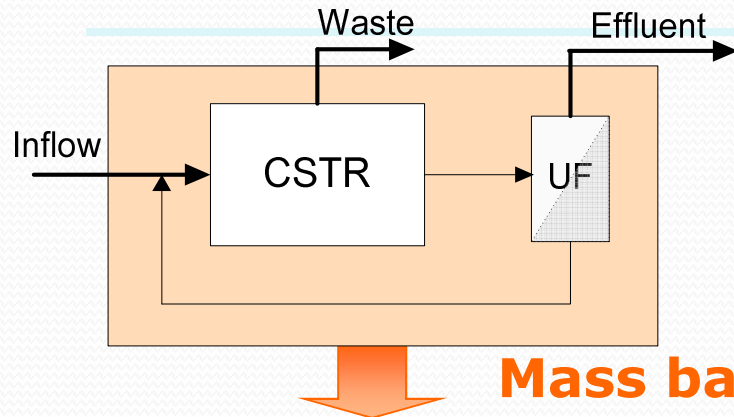 Waste
Effluent
Inflow
CSTR
UF
Mass ba